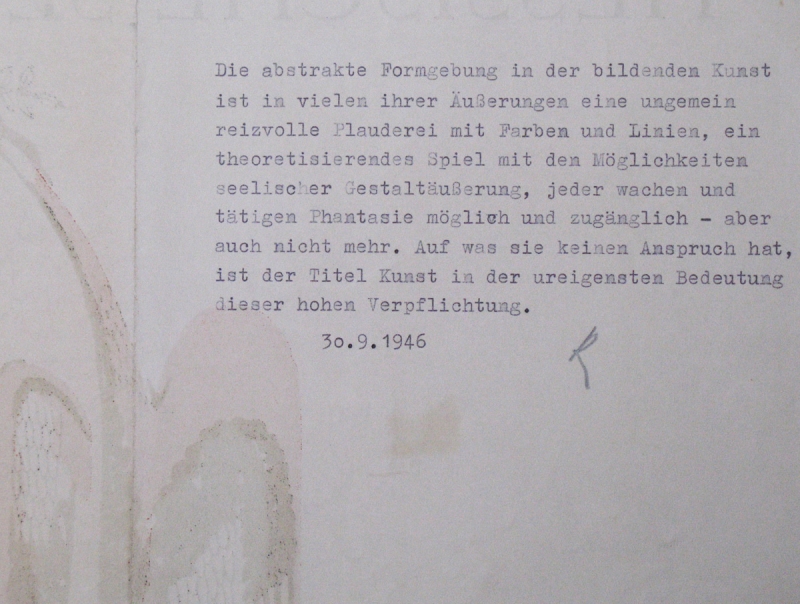 Die abstrakte Formgebung in der bildenden Kunst
ist in vielen ihrer Äußerungen eine ungemein
reizvolle Plauderei mit Farben und Linien, ein
theoretisierendes Spiel mit den Möglichkeiten
seelischer Gestaltäußerung, jeder wachen und
tätigen Phantasie möglich und zugänglich - aber
auch nicht mehr. Auf was sie keinen Anspruch hat,
ist der Titel Kunst in der ureigensten Bedeutung
dieser hohen Verpflichtung.
3o.9.1946
R